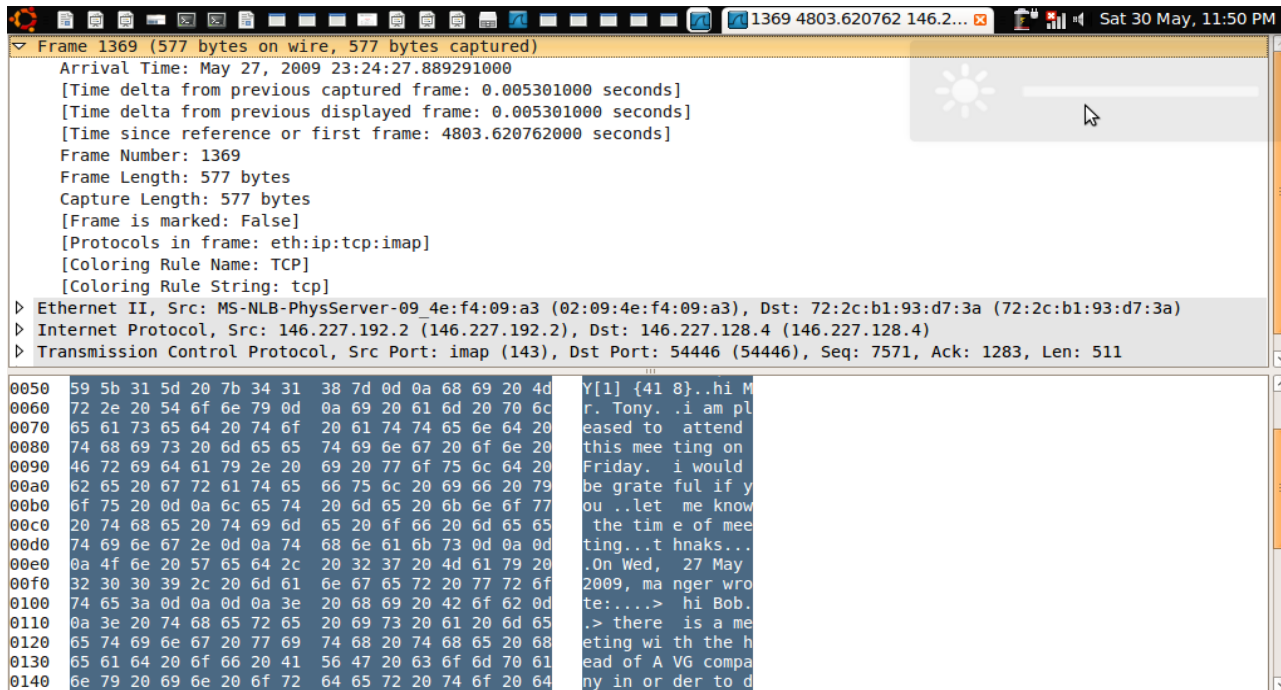 1369 4803.620762 146.2... Sat 30 May, 11:50 PM
Frame 1369 (577 bytes on wire, 577 bytes captured)
Arrival Time: May 27, 2009 23:24:27.889291000
[Time delta from previous captured frame: 0.005301000 seconds]
[Time delta from previous displayed frame: 0.005301000 seconds]
[Time since reference or first frame: 4803.620762000 seconds]
Frame Number: 1369
Frame Length: 577 bytes
Capture Length: 577 bytes
[Frame is marked: False]
[Protocols in frame: eth:ip:tcp:imap]
[Coloring Rule Name: TCP]
[Coloring Rule String: tcp]
Ethernet II, Src: MS-NLB-PhysServer-09_4e:f4:09:a3 (02:09:4e:f4:09:a3), Dst: 72:2c:b1:93:d7:3a (72:2c:b1:93:d7:3a)
Internet Protocol, Src: 146.227.192.2 (146.227.192.2), Dst: 146.227.128.4 (146.227.128.4)
Transmission Control Protocol, Src Port: imap (143), Dst Port: 54446 (54446), Seq: 7571, Ack: 1283, Len: 511
0050 59 5b 31 5d 20 7b 34 31 38 7d 0d 0a 68 69 20 4d Y[1] {41 8}..hi M
0060 72 2e 20 54 6f 6e 79 0d 0a 69 20 61 6d 20 70 6c r. Tony. .i am pl
0070 65 61 73 65 64 20 74 6f 20 61 74 74 65 6e 64 20 eased to attend
0080 74 68 69 73 20 6d 65 65 74 69 6e 67 20 6f 6e 20 this mee ting on
0090 46 72 69 64 61 79 2e 20 69 20 77 6f 75 6c 64 20 Friday. i would
00a0 62 65 20 67 72 61 74 65 66 75 6c 20 69 66 20 79 be grate ful if y
00b0 6f 75 20 0d 0a 6c 65 74 20 6d 65 20 6b 6e 6f 77 ou ..let me know
00c0 20 74 68 65 20 74 69 6d 65 20 6f 66 20 6d 65 65 the tim e of mee
00d0 74 69 6e 67 2e 0d 0a 74 68 6e 61 6b 73 0d 0a 0d ting...t hnaks...
00e0 0a 4f 6e 20 57 65 64 2c 20 32 37 20 4d 61 79 20 .On Wed, 27 May
00f0 32 30 30 39 2c 20 6d 61 6e 67 65 72 20 77 72 6f 2009, ma nger wro
0100 74 65 3a 0d 0a 0d 0a 3e 20 68 69 20 42 6f 62 0d te:....> hi Bob.
0110 0a 3e 20 74 68 65 72 65 20 69 73 20 61 20 6d 65 .> there is a me
0120 65 74 69 6e 67 20 77 69 74 68 20 74 68 65 20 68 eting wi th the h
0130 65 61 64 20 6f 66 20 41 56 47 20 63 6f 6d 70 61 ead of A VG compa
0140 6e 79 20 69 6e 20 6f 72 64 65 72 20 74 6f 20 64 ny in or der to d